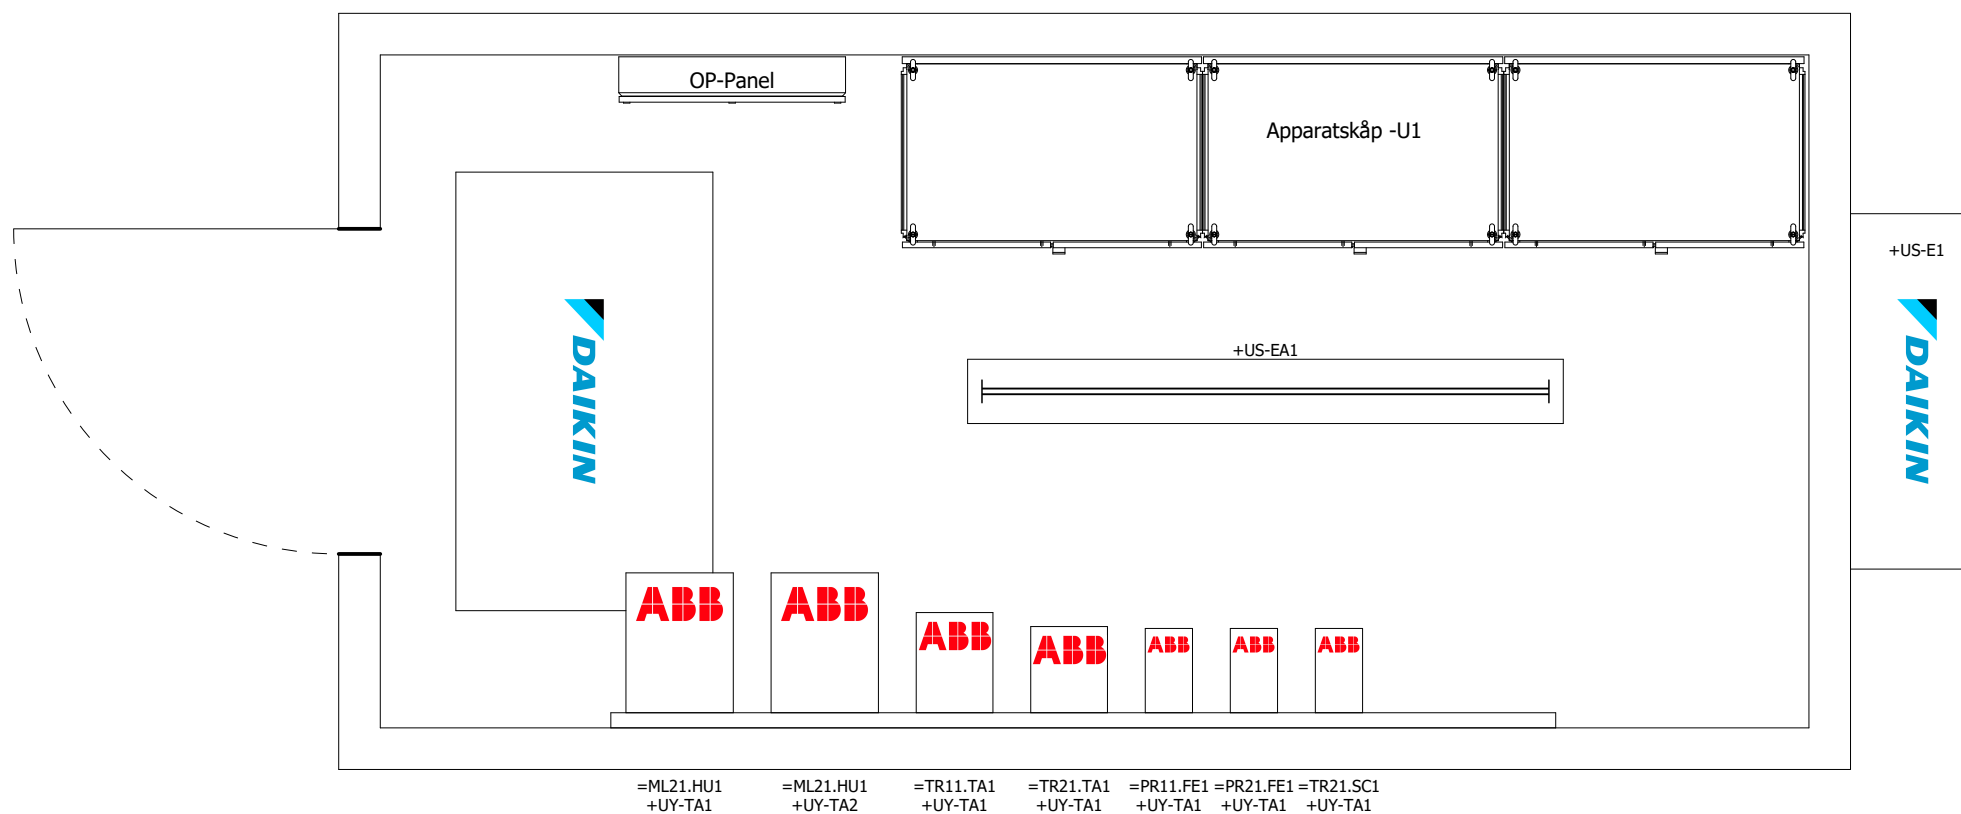 OP-Panel
Apparatskåp -U1
+US-E1
+US-EA1
DAIKIN
DAIKIN
ABB
ABB
ABB
ABB
ABB
ABB
ABB
=ML21.HU1
+UY-TA1
=ML21.HU1
+UY-TA2
=TR11.TA1
+UY-TA1
=TR21.TA1
+UY-TA1
=PR11.FE1
+UY-TA1
=PR21.FE1
+UY-TA1
=TR21.SC1
+UY-TA1